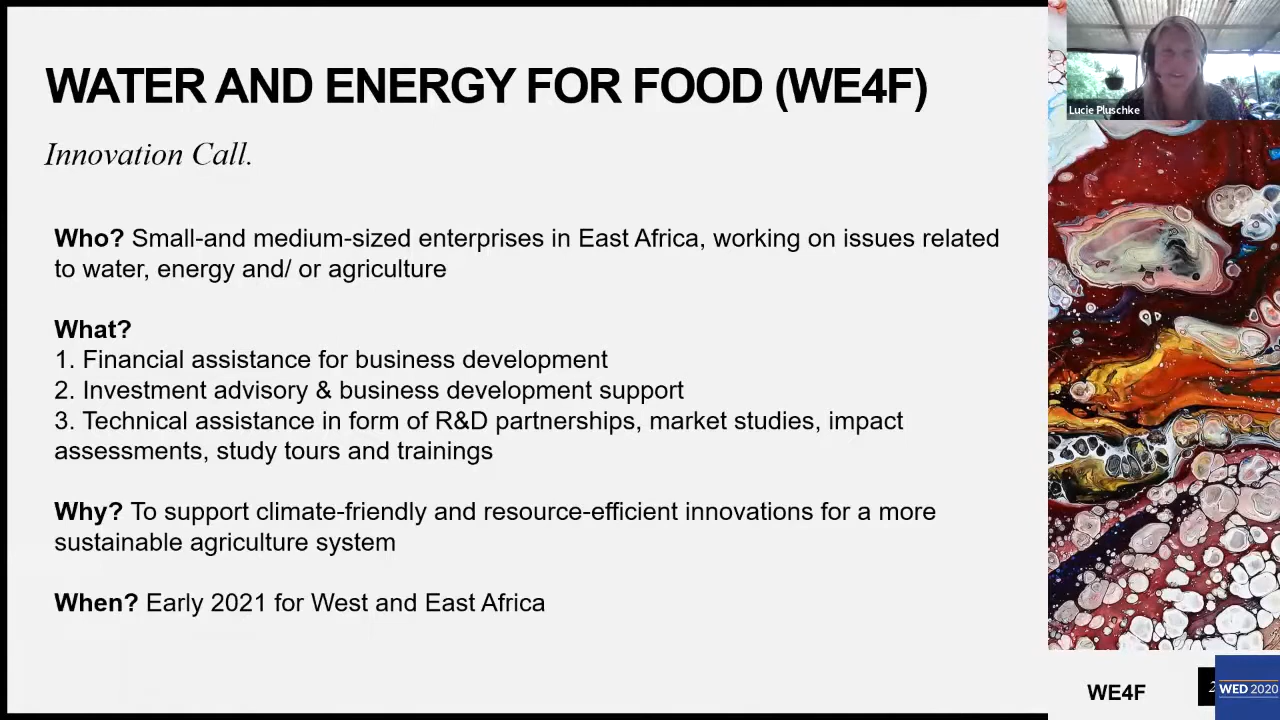 WATER AND ENERGY FOR FOOD (WE4F)
Innovation Call.
Who? Small-and medium-sized enterprises in East Africa, working on issues related
to water, energy and/ or agriculture
What?
1. Financial assistance for business development
2. Investment advisory & business development support
3. Technical assistance in form of R&D partnerships, market studies, impact
assessments, study tours and trainings
Why? To support climate-friendly and resource-efficient innovations for a more
sustainable agriculture system
When? Early 2021 for West and East Africa
Lucie Pluschke
WE4F
WED 2020